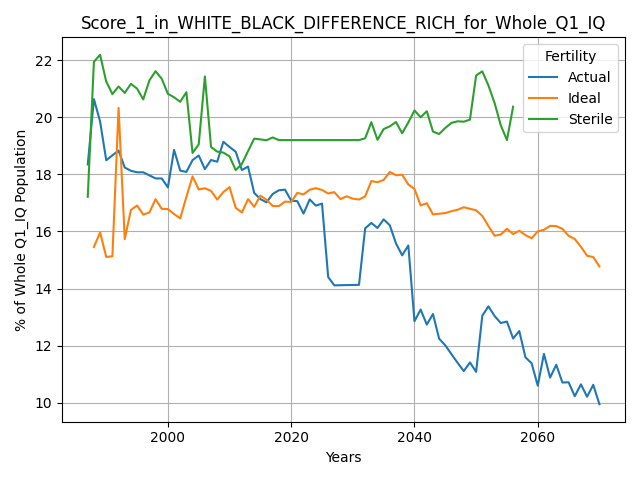 Score_1_in_WHITE_BLACK_DIFFERENCE_RICH_for_Whole_Q1_IQ
Fertility
Actual
Ideal
Sterile
% of Whole Q1_IQ Population
22
20
18
16
14
12
10
2000
2020
2040
2060
Years